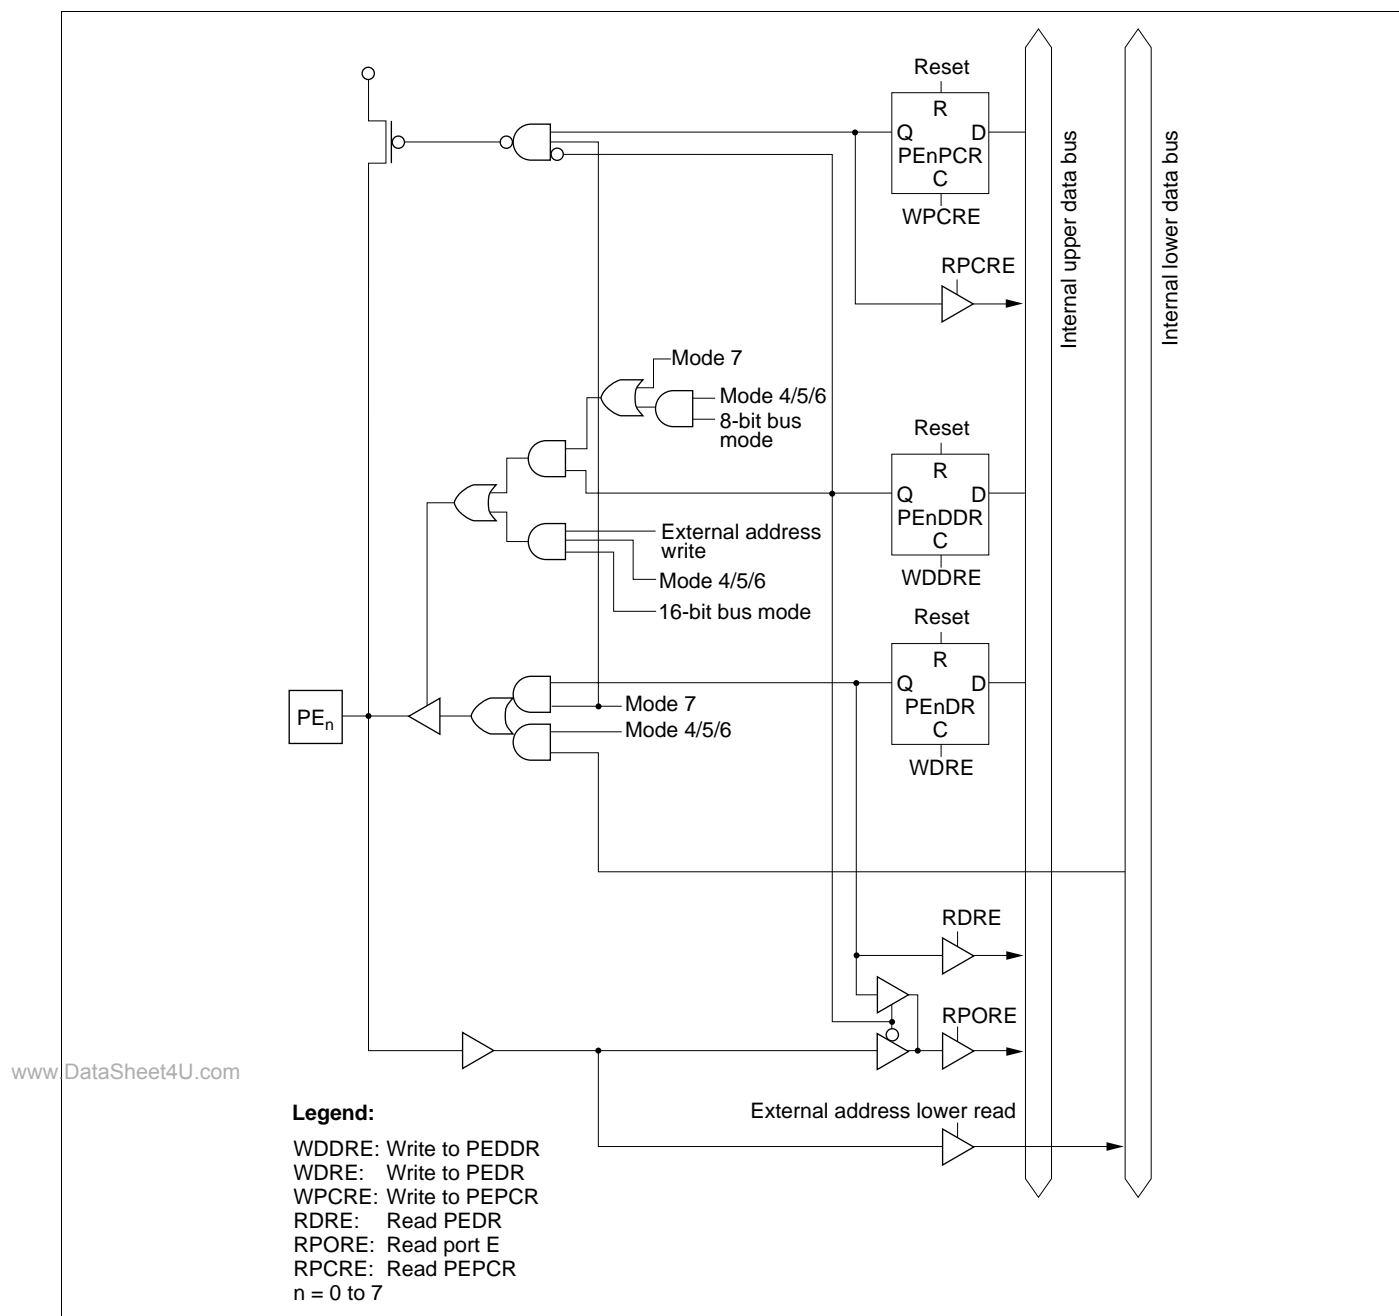 Reset
R
Q D
PEnPCR
C
WPCRE
RPCRE
Internal upper data bus
Internal lower data bus
Mode 7
Mode 4/5/6
8-bit bus
mode
Reset
R
Q D
PEnDDR
C
WDDRE
External address
write
Mode 4/5/6
16-bit bus mode
Reset
R
Q D
PEnDR
C
WDRE
PEn
Mode 7
Mode 4/5/6
RDRE
RPORE
www.DataSheet4U.com
External address lower read
Legend:
WDDRE: Write to PEDDR
WDRE: Write to PEDR
WPCRE: Write to PEPCR
RDRE: Read PEDR
RPORE: Read port E
RPCRE: Read PEPCR
n = 0 to 7